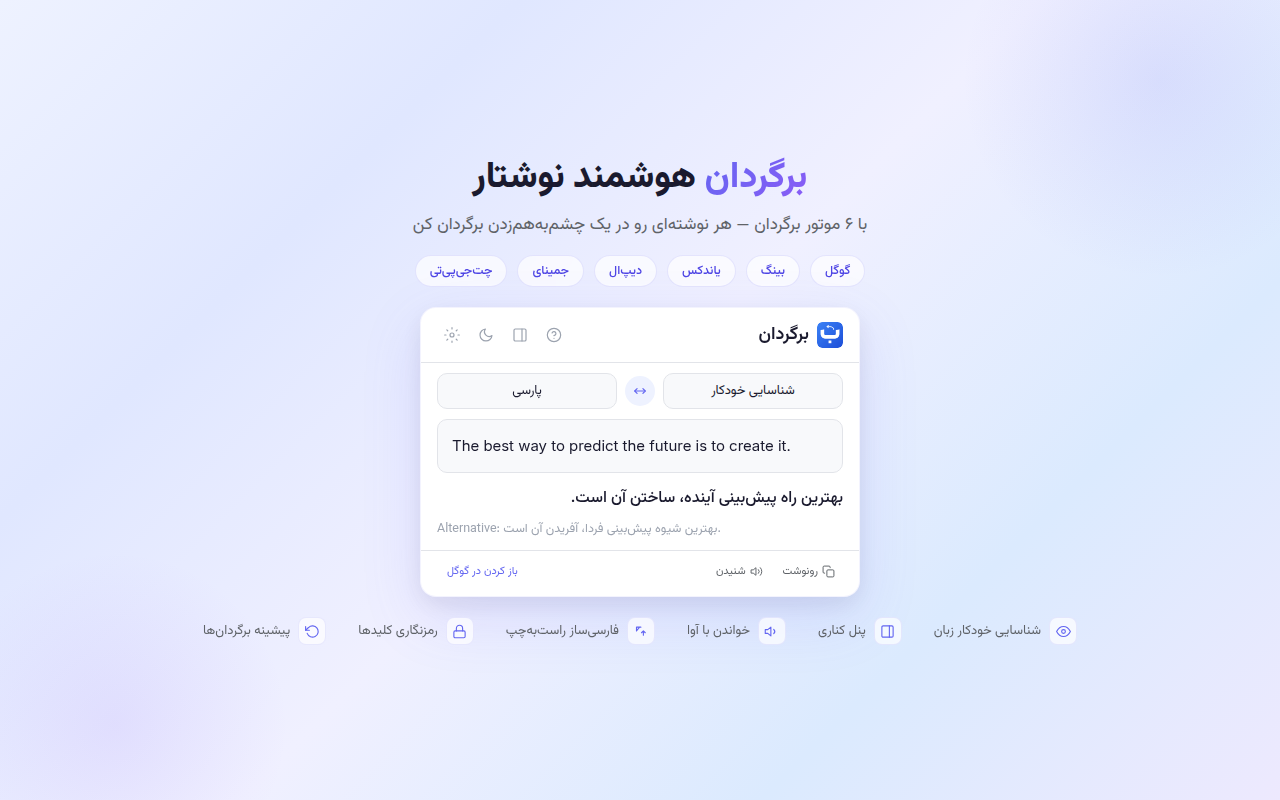 برگردان هوشمند نوشتار
با ۶ موتور برگردان — هر نوشته‌ای رو در یک چشم‌به‌هم‌زدن برگردان کن
گوگل
بینگ
یاندکس
دیپ‌ال
جمینای
چت‌جی‌پی‌تی
برگردان
شناسایی خودکار
پارسی
The best way to predict the future is to create it.
بهترین راه پیش‌بینی آینده، ساختن آن است.
Alternative: بهترین شیوه پیش‌بینی فردا، آفریدن آن است.
رونوشت
شنیدن
باز کردن در گوگل
شناسایی خودکار زبان
پنل کناری
خواندن با آوا
فارسی‌ساز راست‌به‌چپ
رمزنگاری کلیدها
پیشینه برگردان‌ها